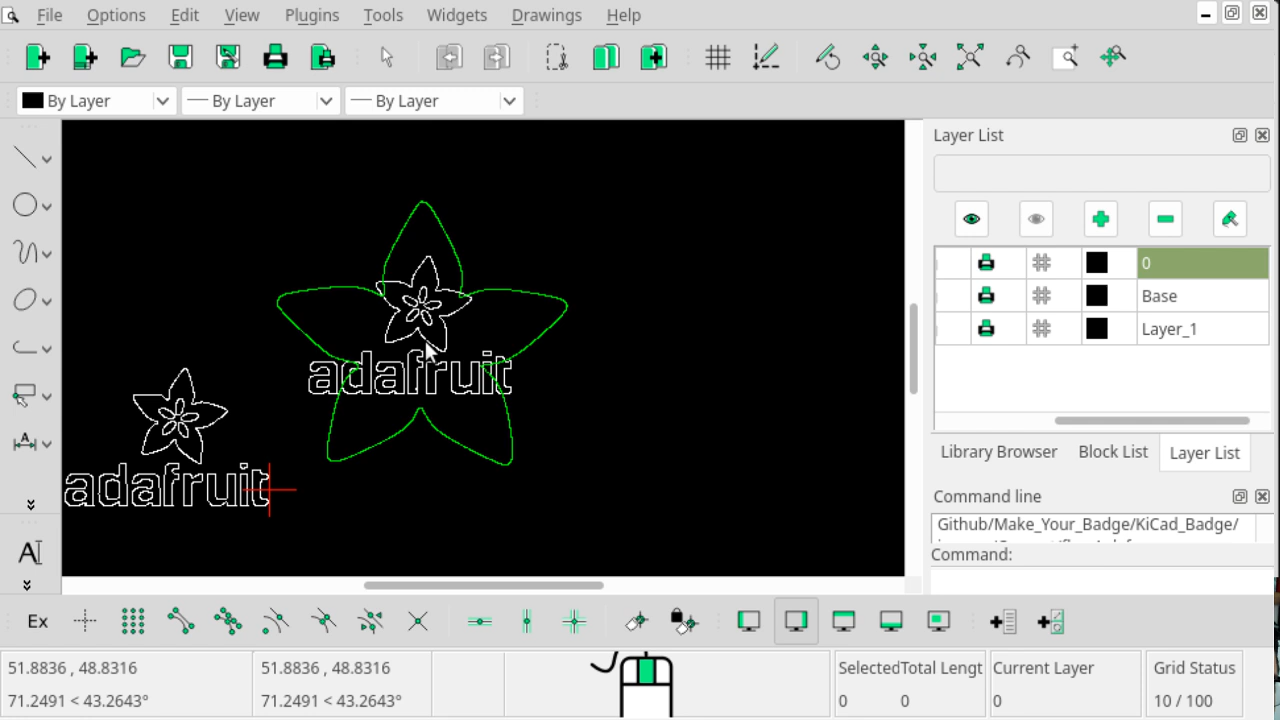 File Options Edit View Plugins Tools Widgets Drawings Help
By Layer By Layer By Layer
Layer List
0
Base
Layer_1
adafruit
adafruit
Library Browser Block List Layer List
Command line
Github/Make_Your_Badge/KiCad_Badge/
Command:
A
Ex
51.8836 , 48.8316 51.8836 , 48.8316 SelectedTotal Lengt Current Layer Grid Status
71.2491 < 43.2643° 71.2491 < 43.2643° 0 0 0 10 / 100